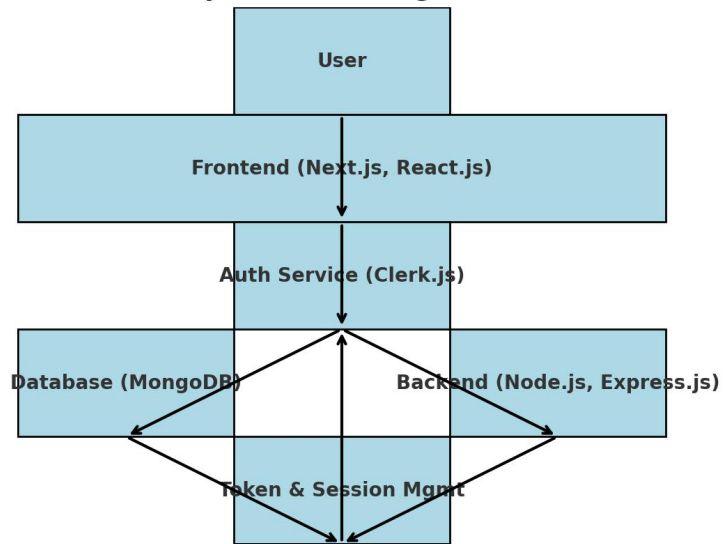 User
Frontend (Next.js, React.js)
Auth Service (Clerk.js)
Database (MongoDB)
Backend (Node.js, Express.js)
Token & Session Mgmt